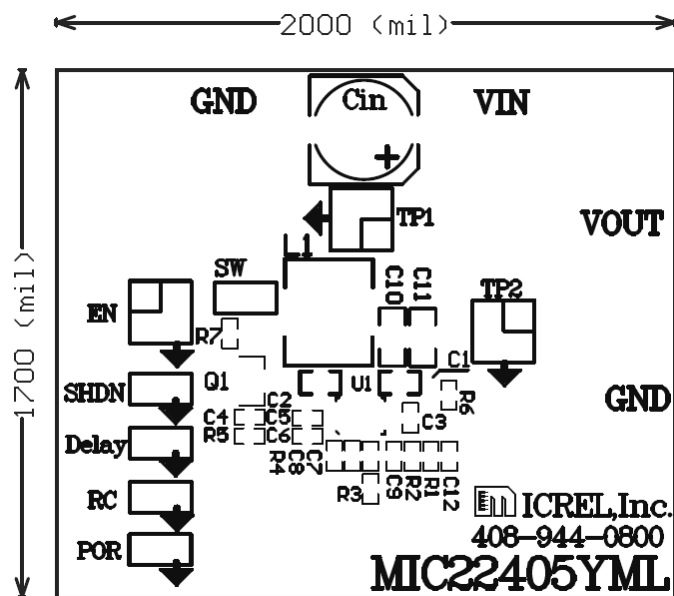 2000 (mil)
1700 (mil)
GND
Cin
VIN
+
TP1
VOUT
L1
SW
C10
C11
TP2
EN
R7
C1
U1
SHDN
Q1
C2
R6
GND
C4
C5
C3
Delay
R5
C6
R4
C8
C7
R3
C9
R2
R1
C12
RC
MICREL,Inc.
408-944-0800
POR
MIC22405YML